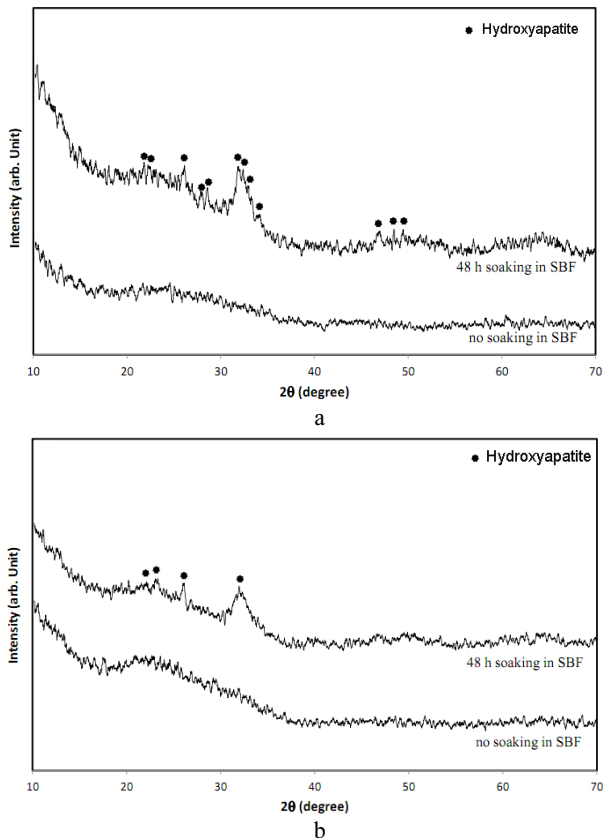 ● Hydroxyapatite
Intensity (arb. Unit)
48 h soaking in SBF
no soaking in SBF
10 20 30 40 50 60 70
2θ (degree)
a
● Hydroxyapatite
Intensity (arb. Unit)
48 h soaking in SBF
no soaking in SBF
10 20 30 40 50 60 70
2θ (degree)
b